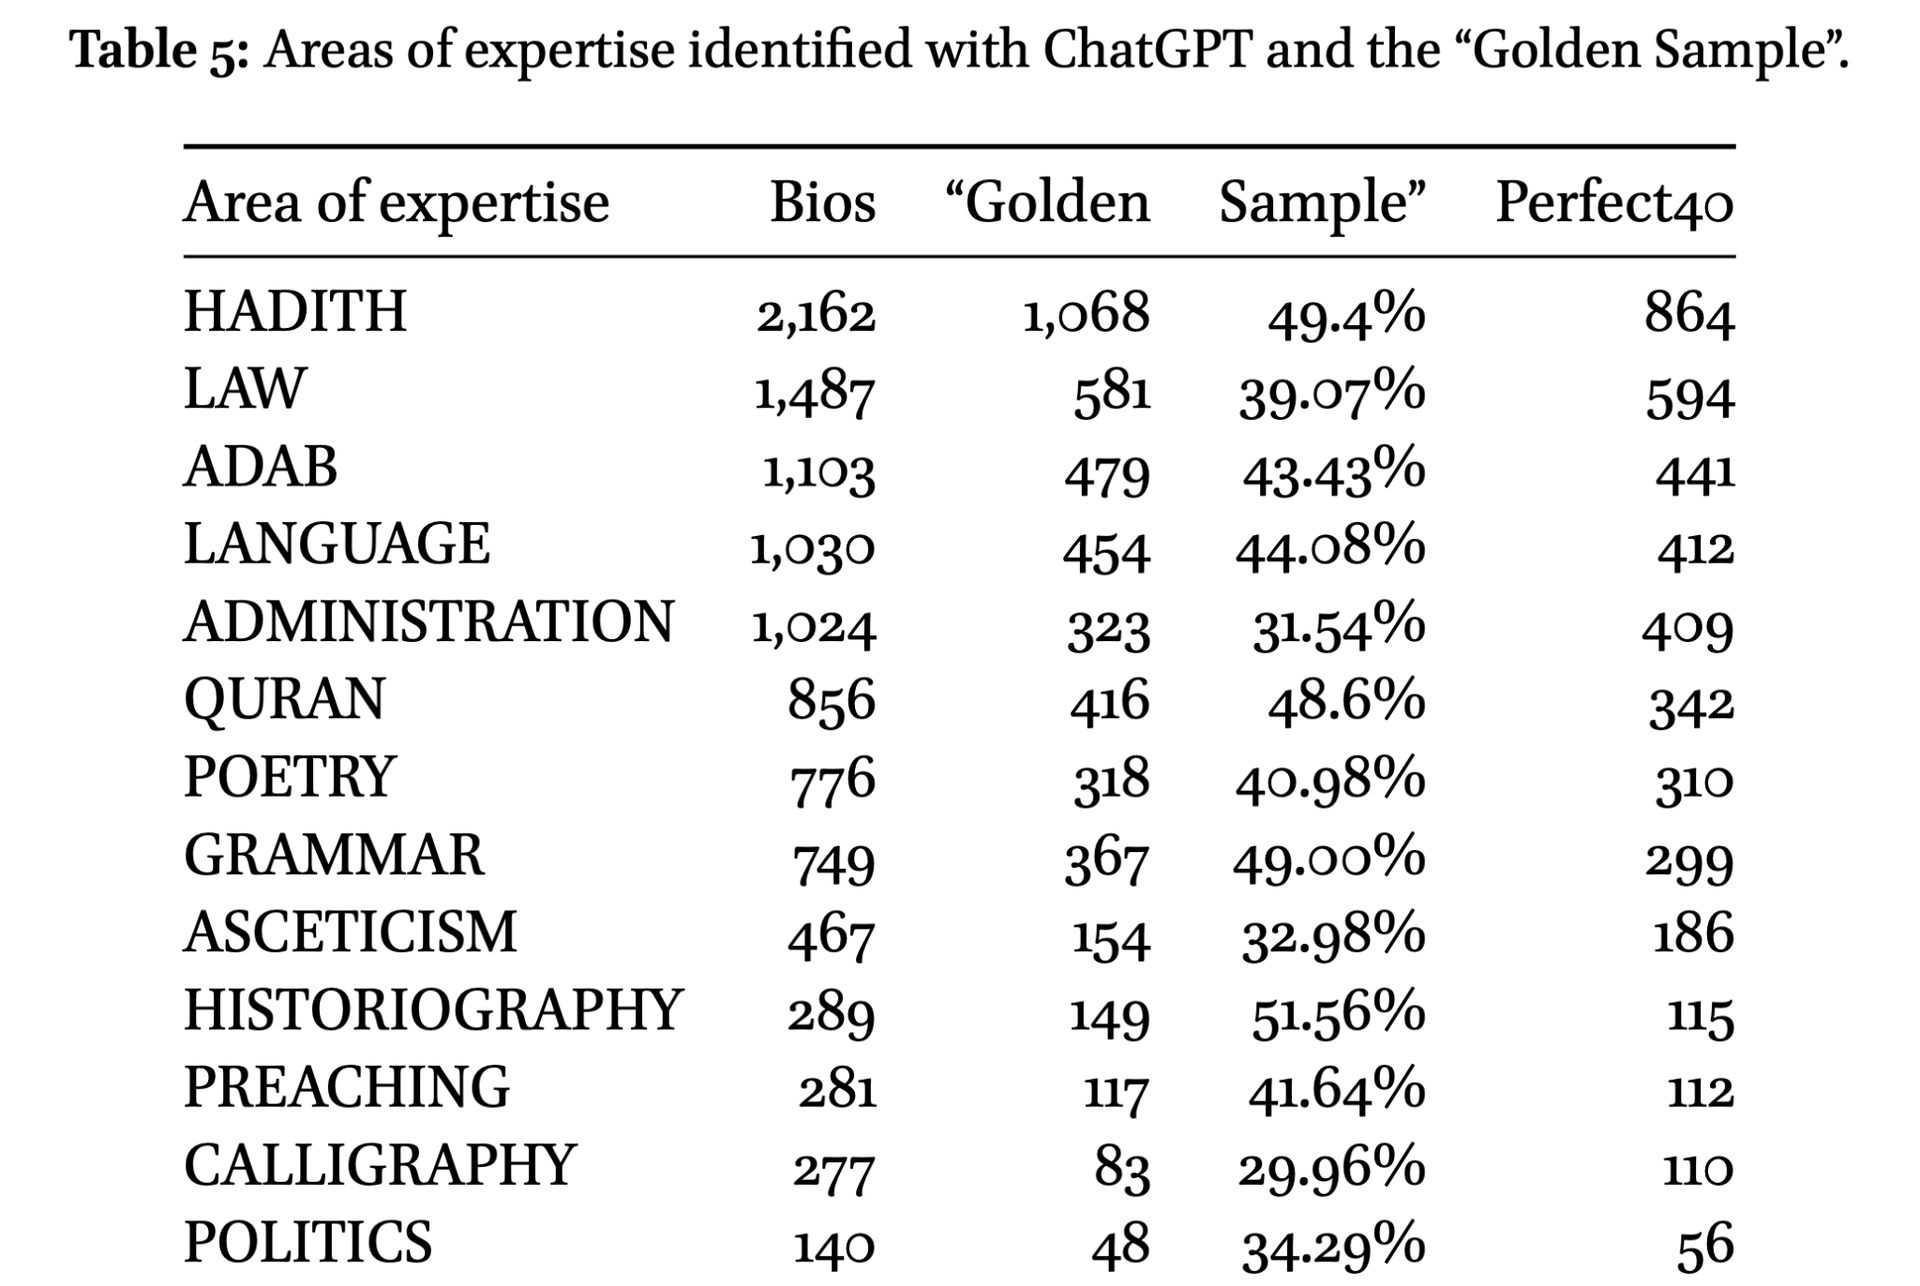 Table 5: Areas of expertise identified with ChatGPT and the “Golden Sample”.
Area of expertise Bios “Golden Sample” Perfect40
HADITH 2,162 1,068 49.4% 864
LAW 1,487 581 39.07% 594
ADAB 1,103 479 43.43% 441
LANGUAGE 1,030 454 44.08% 412
ADMINISTRATION 1,024 323 31.54% 409
QURAN 856 416 48.6% 342
POETRY 776 318 40.98% 310
GRAMMAR 749 367 49.00% 299
ASCETICISM 467 154 32.98% 186
HISTORIOGRAPHY 289 149 51.56% 115
PREACHING 281 117 41.64% 112
CALLIGRAPHY 277 83 29.96% 110
POLITICS 140 48 34.29% 56